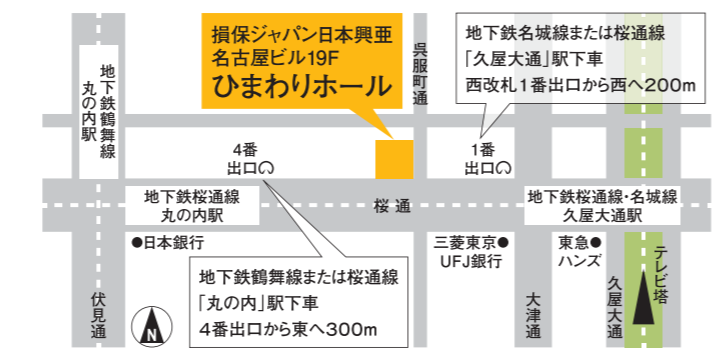 損保ジャパン日本興亜
名古屋ビル19F
ひまわりホール
呉服町通
地下鉄名城線または桜通線
「久屋大通」駅下車
西改札1番出口から西へ200m
地下鉄鶴舞線
丸の内駅
4番
出口
1番
出口
地下鉄桜通線
丸の内駅
桜通
地下鉄桜通線・名城線
久屋大通駅
●日本銀行
三菱東京●
UFJ銀行
東急●
ハンズ
テレビ塔
地下鉄鶴舞線または桜通線
「丸の内」駅下車
4番出口から東へ300m
伏見通
N
大津通
久屋大通